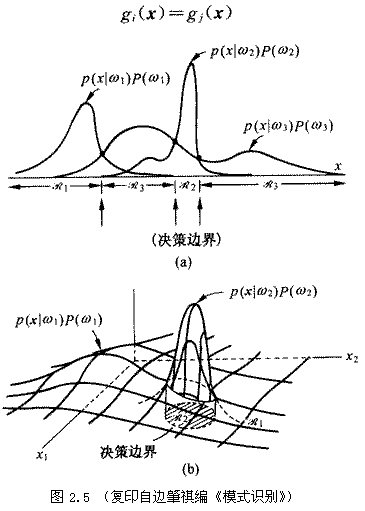 gᵢ(x)=gⱼ(x)
p(x|ω₂)P(ω₂)
p(x|ω₁)P(ω₁)
p(x|ω₃)P(ω₃)
x
ℛ₁ ℛ₃ ℛ₂ ℛ₃
(决策边界)
(a)
p(x|ω₂)P(ω₂)
p(x|ω₁)P(ω₁)
x₂
ℛ₂ ℛ₁
x₁
决策边界
(b)
图 2.5 (复印自边肇祺编《模式识别》)